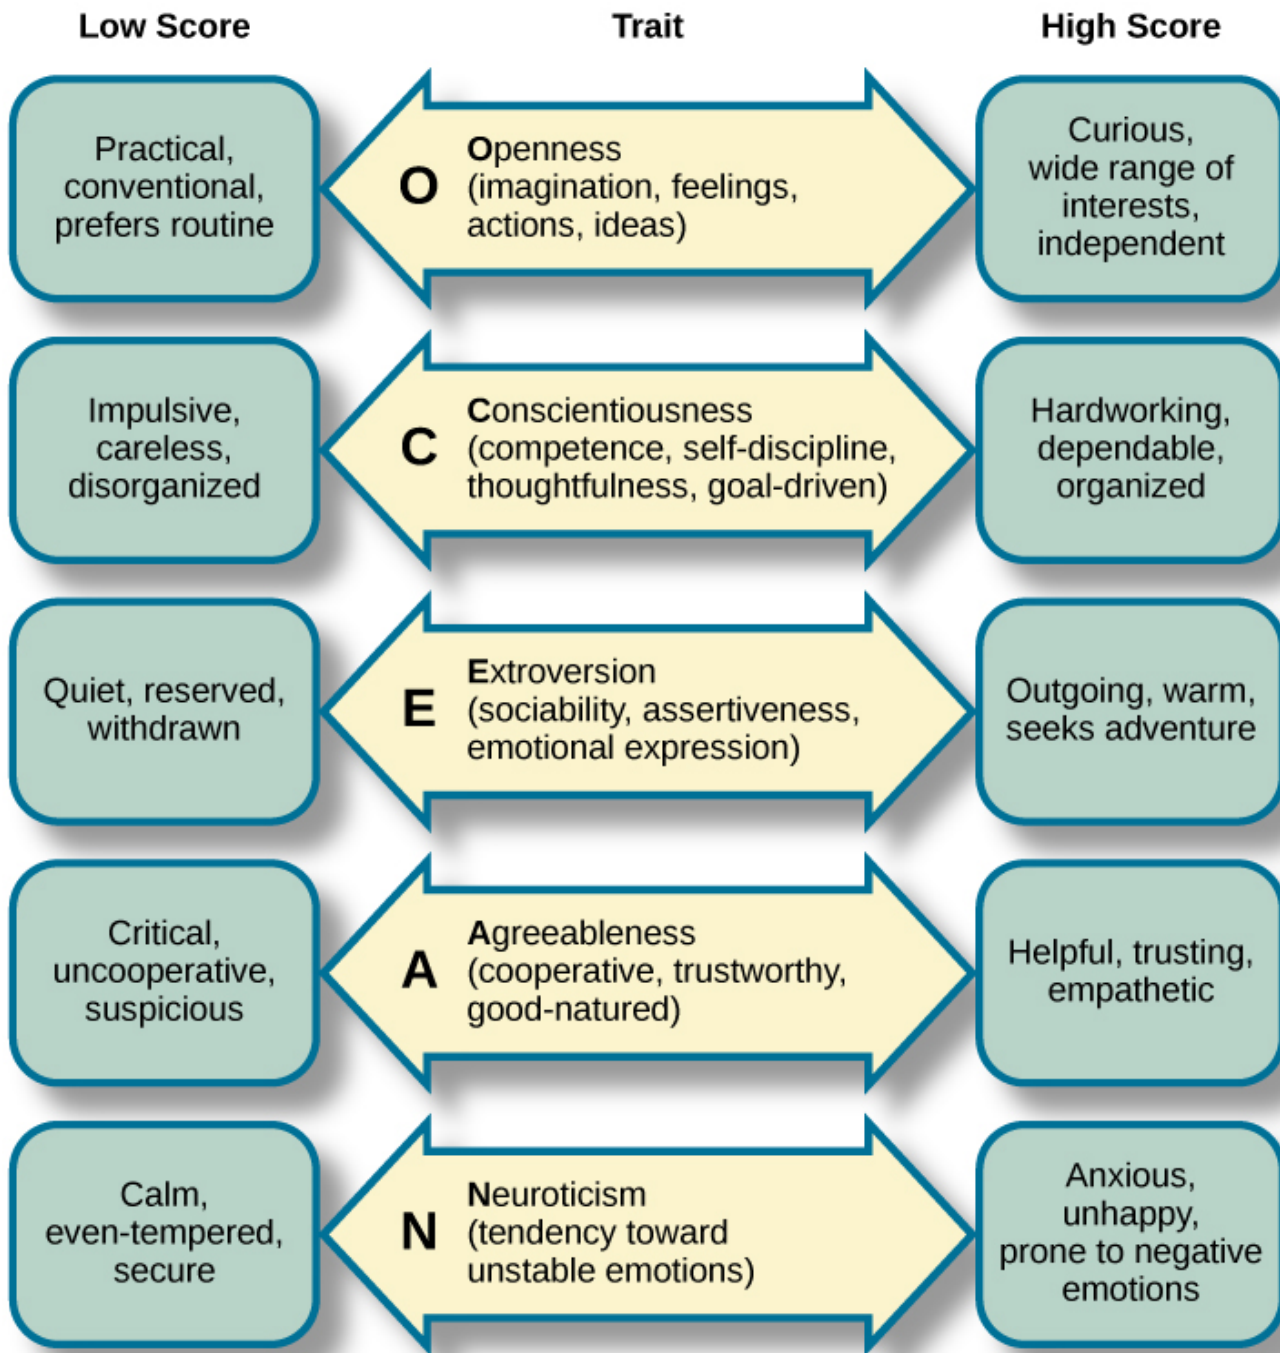 Low Score
Trait
High Score
Practical,
conventional,
prefers routine
O
Openness
(imagination, feelings,
actions, ideas)
Curious,
wide range of
interests,
independent
Impulsive,
careless,
disorganized
C
Conscientiousness
(competence, self-discipline,
thoughtfulness, goal-driven)
Hardworking,
dependable,
organized
Quiet, reserved,
withdrawn
E
Extroversion
(sociability, assertiveness,
emotional expression)
Outgoing, warm,
seeks adventure
Critical,
uncooperative,
suspicious
A
Agreeableness
(cooperative, trustworthy,
good-natured)
Helpful, trusting,
empathetic
Calm,
even-tempered,
secure
N
Neuroticism
(tendency toward
unstable emotions)
Anxious,
unhappy,
prone to negative
emotions